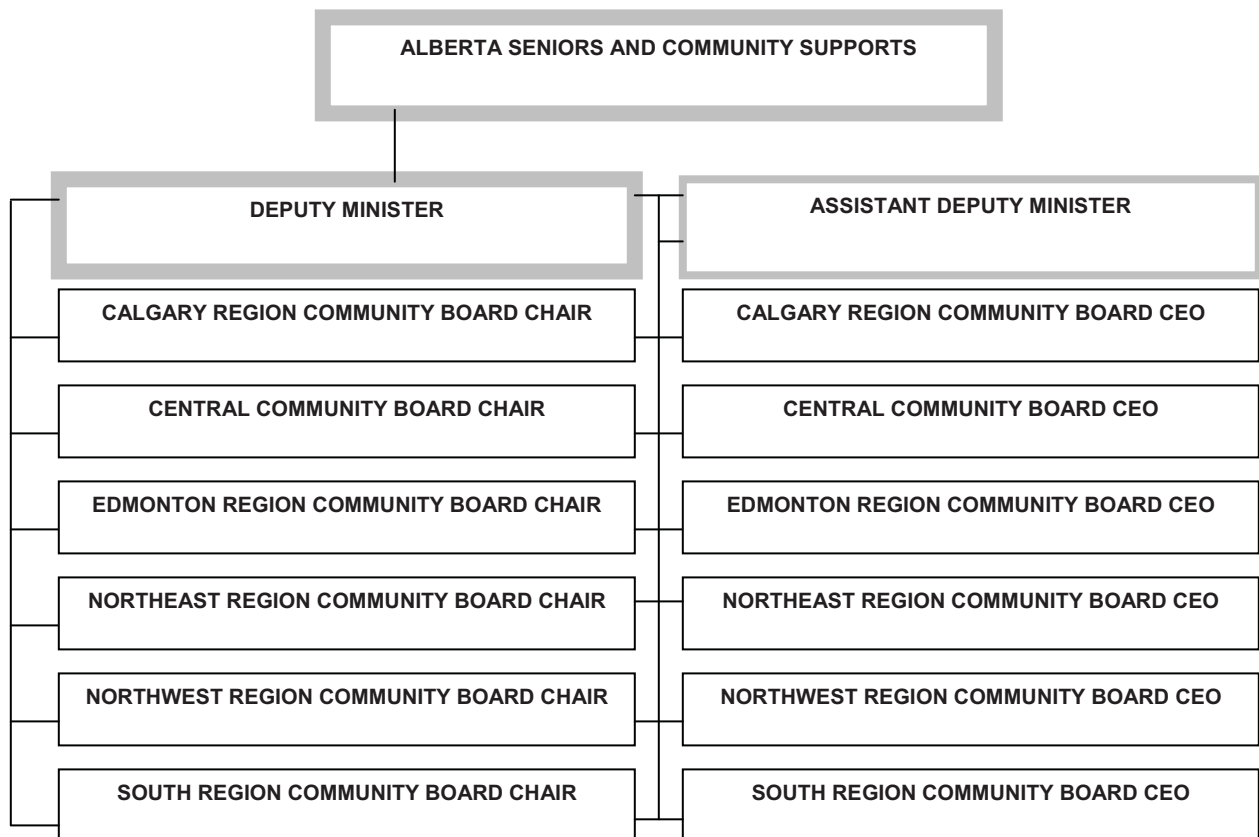 ALBERTA SENIORS AND COMMUNITY SUPPORTS
DEPUTY MINISTER
ASSISTANT DEPUTY MINISTER
CALGARY REGION COMMUNITY BOARD CHAIR
CALGARY REGION COMMUNITY BOARD CEO
CENTRAL COMMUNITY BOARD CHAIR
CENTRAL COMMUNITY BOARD CEO
EDMONTON REGION COMMUNITY BOARD CHAIR
EDMONTON REGION COMMUNITY BOARD CEO
NORTHEAST REGION COMMUNITY BOARD CHAIR
NORTHEAST REGION COMMUNITY BOARD CEO
NORTHWEST REGION COMMUNITY BOARD CHAIR
NORTHWEST REGION COMMUNITY BOARD CEO
SOUTH REGION COMMUNITY BOARD CHAIR
SOUTH REGION COMMUNITY BOARD CEO